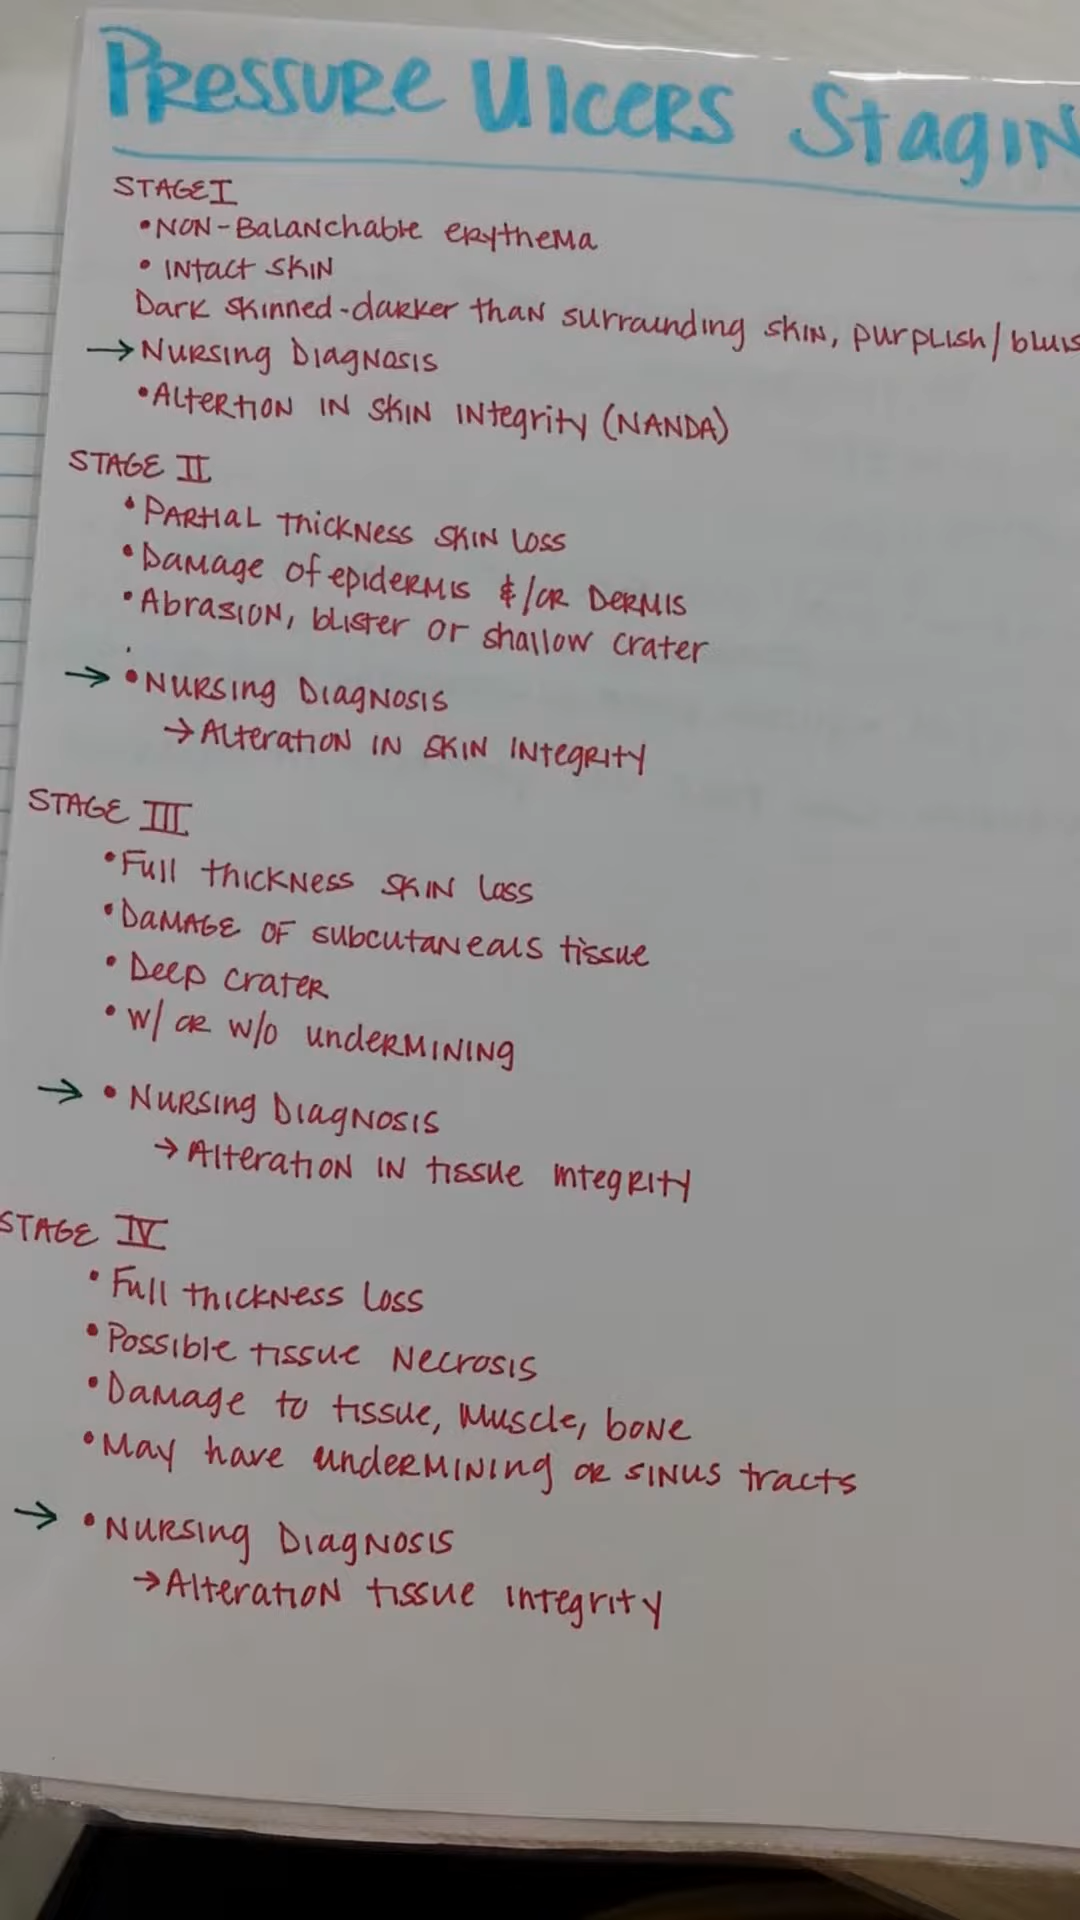 Pressure Ulcers Stagin
STAGE I
• NON-Balanchable erythema
• Intact skin
Dark skinned-darker than surrounding skin, purplish/bluis
→ Nursing Diagnosis
• Altertion in skin integrity (NANDA)
STAGE II
• Partial thickness skin loss
• Damage of epidermis &/or Dermis
• Abrasion, blister or shallow crater
→ • Nursing Diagnosis
→ Alteration in skin integrity
STAGE III
• Full thickness skin loss
• Damage of subcutaneous tissue
• Deep crater
• w/ or w/o undermining
→ • Nursing Diagnosis
→ Alteration in tissue integrity
STAGE IV
• Full thickness loss
• Possible tissue Necrosis
• Damage to tissue, muscle, bone
• May have undermining or sinus tracts
→ • Nursing Diagnosis
→ Alteration tissue integrity